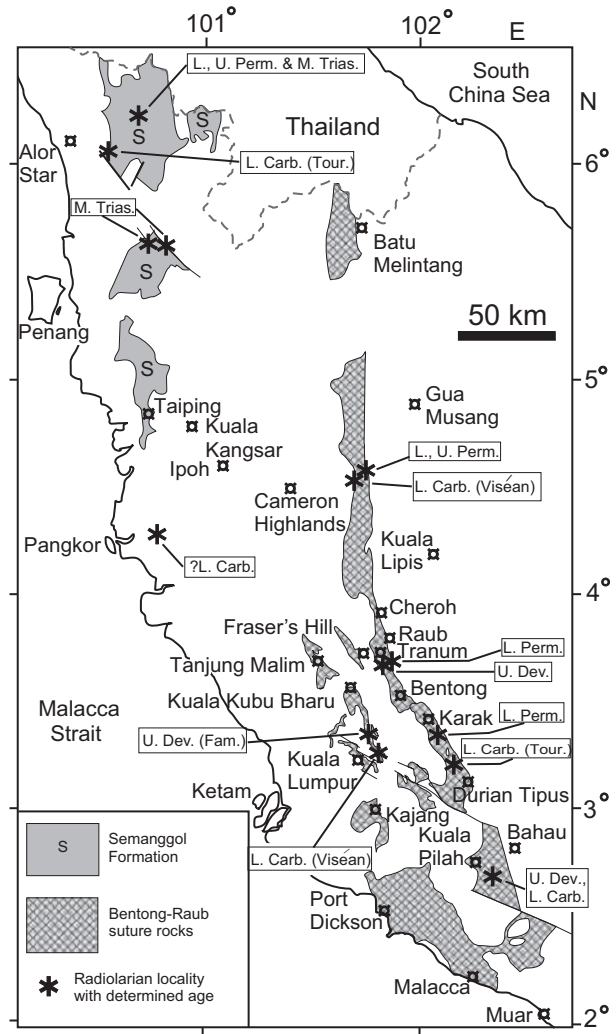 101°
102°
E
L., U. Perm. & M. Trias.
South
China Sea
N
S
S
Thailand
Alor
Star
L. Carb. (Tour.)
6°
M. Trias.
Batu
Melintang
S
Penang
50 km
5°
S
Taiping
Gua
Musang
Kuala
Kangsar
L., U. Perm.
Ipoh
L. Carb. (Viséan)
Cameron
Highlands
Kuala
Lipis
Pangkor
?L. Carb.
4°
Cheroh
Fraser's Hill
Raub
Tranum
L. Perm.
Tanjung Malim
U. Dev.
Kuala Kubu Bharu
Bentong
Malacca
Strait
Karak
L. Perm.
U. Dev. (Fam.)
L. Carb. (Tour.)
Kuala
Lumpur
Ketam
Durian Tipus
3°
Kajang
Kuala
Pilah
Bahau
L. Carb. (Viséan)
U. Dev.,
L. Carb.
Port
Dickson
Malacca
Muar
2°
S
Semanggol
Formation
Bentong-Raub
suture rocks
Radiolarian locality
with determined age